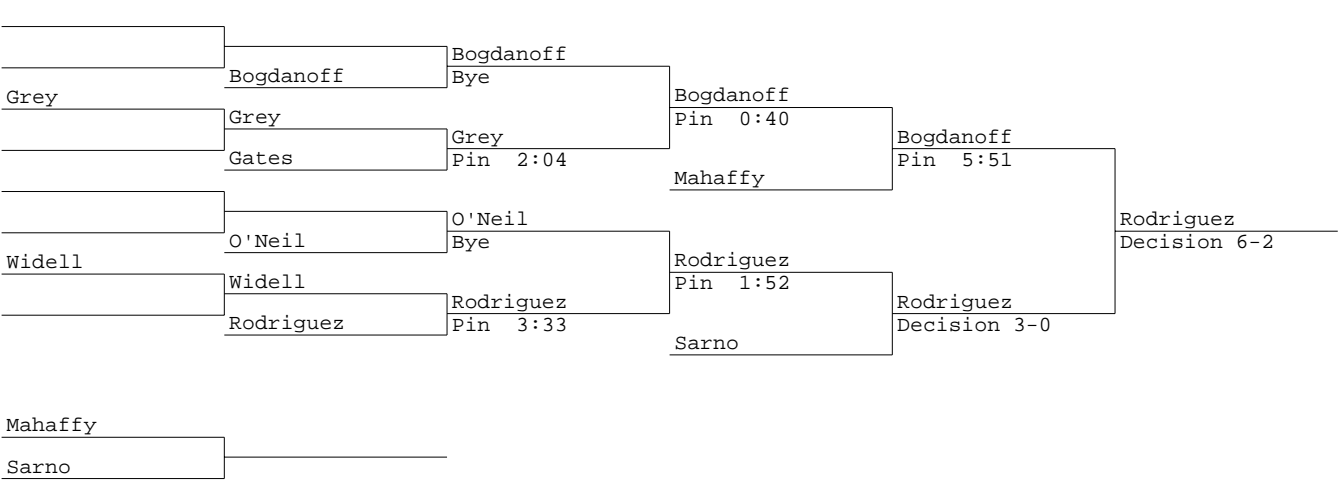 Bogdanoff
Bogdanoff
Bye
Grey
Bogdanoff
Pin 0:40
Grey
Grey
Bogdanoff
Gates
Pin 2:04
Pin 5:51
Mahaffy
O'Neil
Rodriguez
O'Neil
Bye
Decision 6-2
Widell
Rodriguez
Widell
Pin 1:52
Rodriguez
Rodriguez
Rodriguez
Pin 3:33
Decision 3-0
Sarno
Mahaffy
Sarno